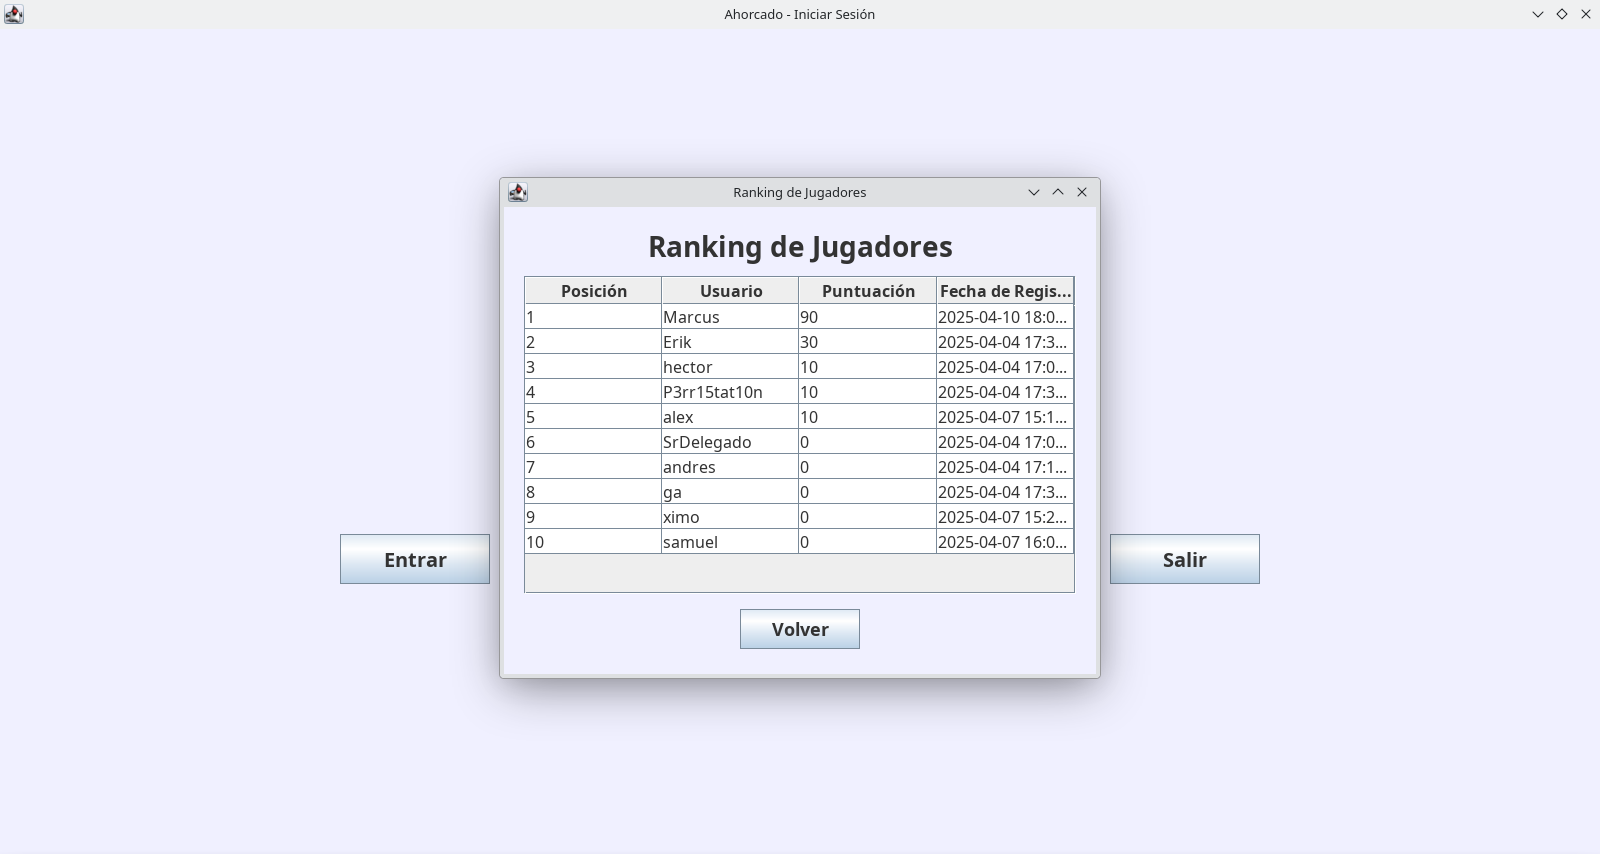 Ahorcado - Iniciar Sesión
Ranking de Jugadores
Ranking de Jugadores
Posición Usuario Puntuación Fecha de Regis...
1 Marcus 90 2025-04-10 18:0...
2 Erik 30 2025-04-04 17:3...
3 hector 10 2025-04-04 17:0...
4 P3rr15tat10n 10 2025-04-04 17:3...
5 alex 10 2025-04-07 15:1...
6 SrDelegado 0 2025-04-04 17:0...
7 andres 0 2025-04-04 17:1...
8 ga 0 2025-04-04 17:3...
9 ximo 0 2025-04-07 15:2...
10 samuel 0 2025-04-07 16:0...
Entrar
Salir
Volver